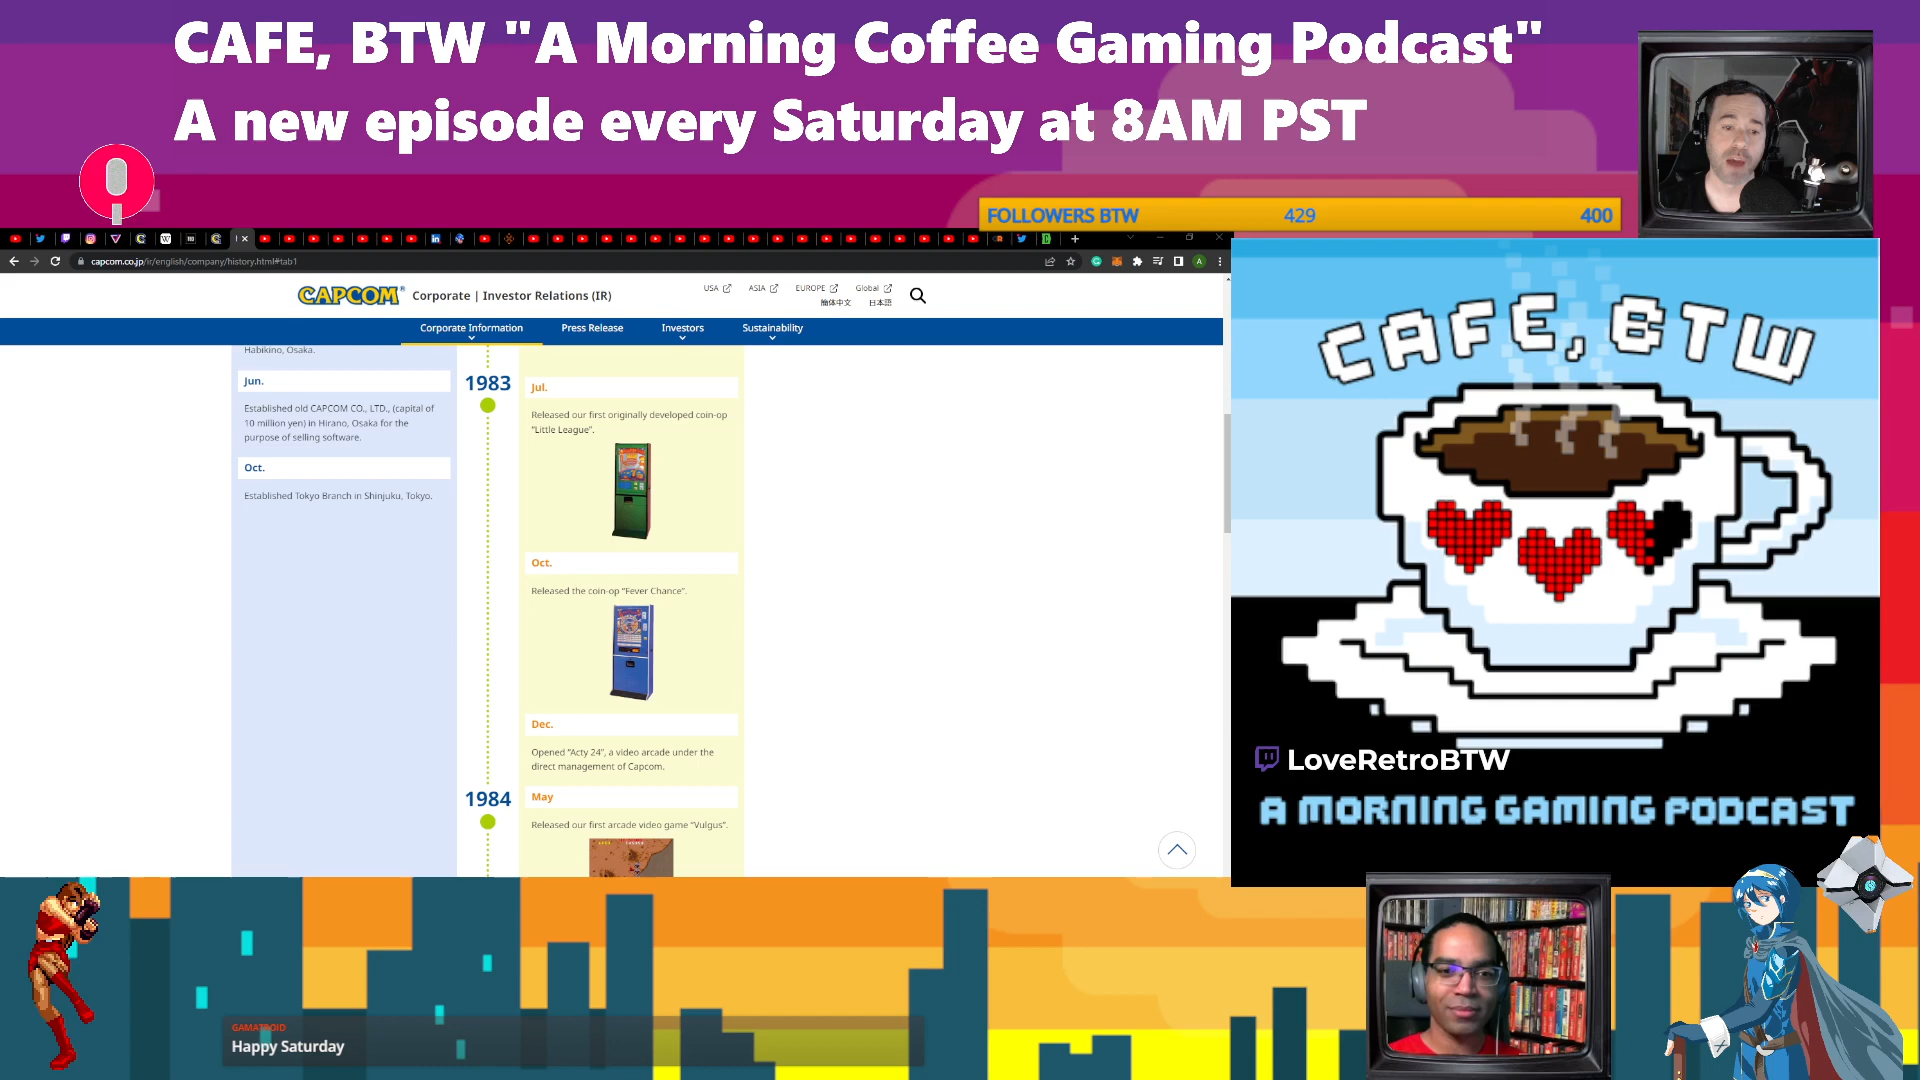 CAFE, BTW "A Morning Coffee Gaming Podcast"
A new episode every Saturday at 8AM PST
FOLLOWERS BTW 429 400
capcom.co.jp/ir/english/company/history.html#tab1
CAPCOM Corporate | Investor Relations (IR)
USA ASIA EUROPE Global
簡体中文 日本語
Corporate Information Press Release Investors Sustainability
Habikino, Osaka.
Jun.
Established old CAPCOM CO., LTD., (capital of
10 million yen) in Hirano, Osaka for the
purpose of selling software.
Oct.
Established Tokyo Branch in Shinjuku, Tokyo.
1983
Jul.
Released our first originally developed coin-op
"Little League".
Oct.
Released the coin-op "Fever Chance".
Dec.
Opened "Acty 24", a video arcade under the
direct management of Capcom.
1984
May
Released our first arcade video game "Vulgus".
CAFE, BTW
LoveRetroBTW
A MORNING GAMING PODCAST
GAMATROID
Happy Saturday